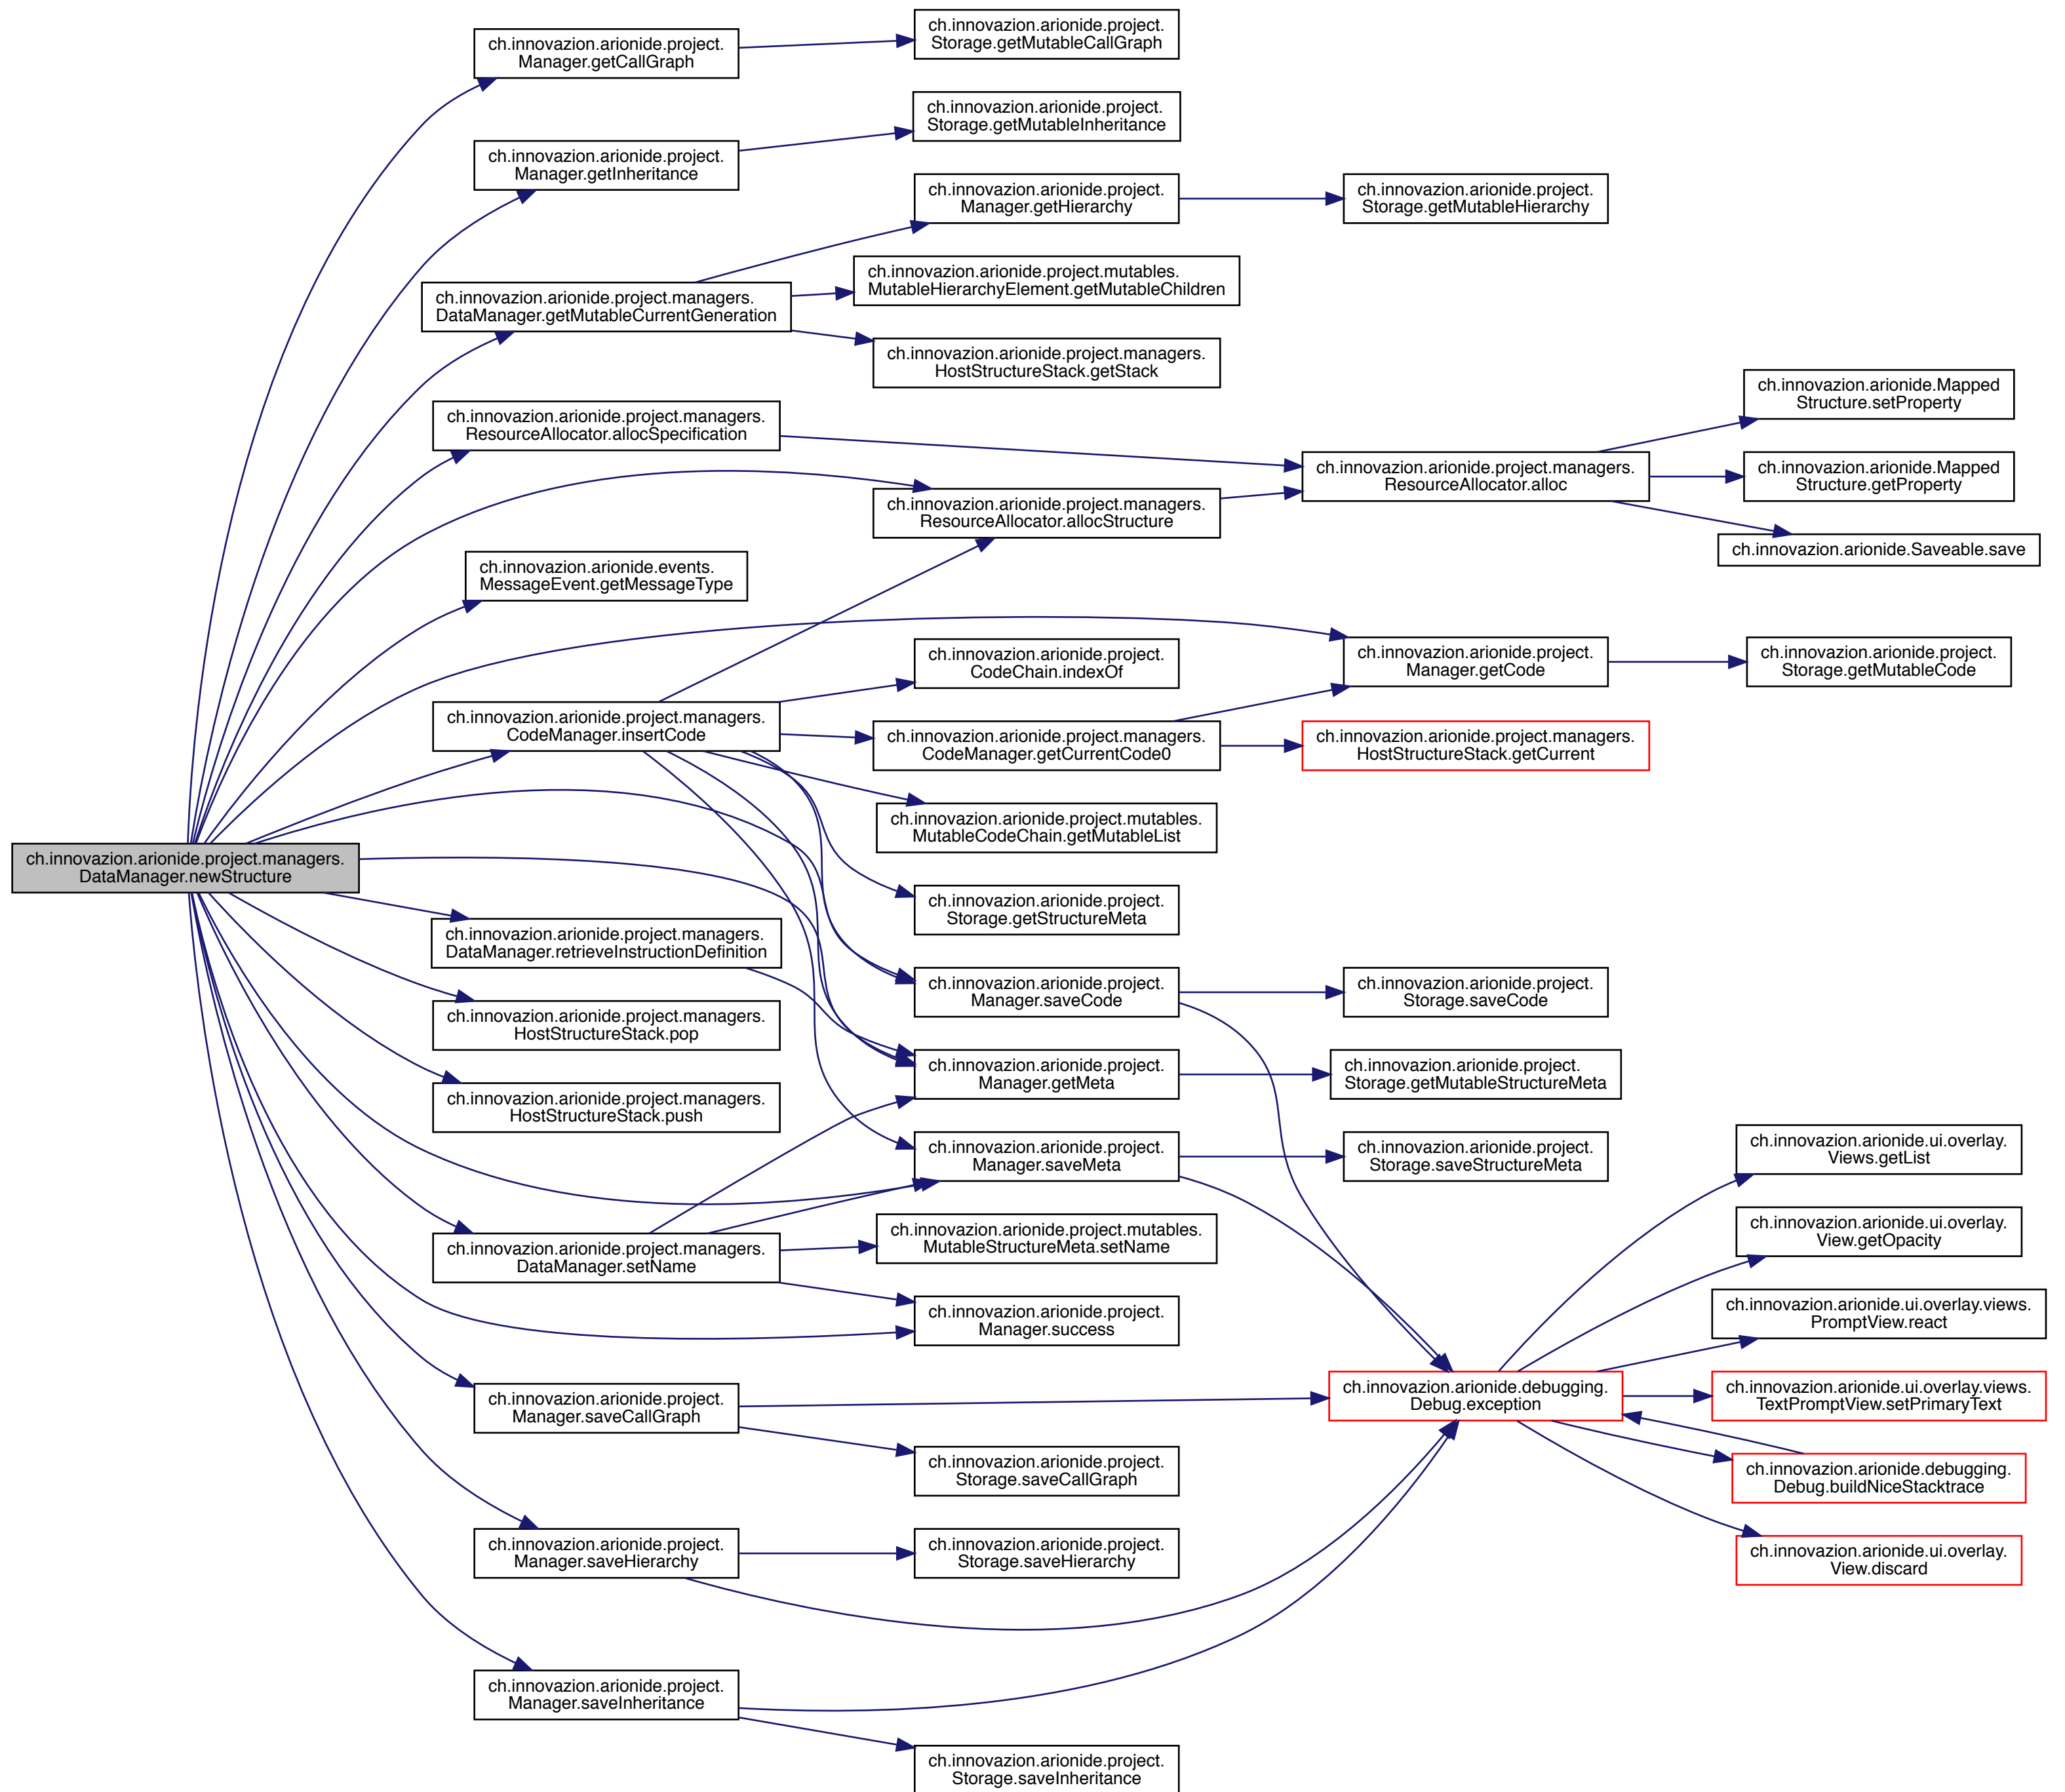 ch.innovazion.arionide.project.
Storage.getMutableCallGraph
ch.innovazion.arionide.project.
Manager.getCallGraph
ch.innovazion.arionide.project.
Storage.getMutableInheritance
ch.innovazion.arionide.project.
Manager.getInheritance
ch.innovazion.arionide.project.
Manager.getHierarchy
ch.innovazion.arionide.project.
Storage.getMutableHierarchy
ch.innovazion.arionide.project.mutables.
MutableHierarchyElement.getMutableChildren
ch.innovazion.arionide.project.managers.
DataManager.getMutableCurrentGeneration
ch.innovazion.arionide.project.managers.
HostStructureStack.getStack
ch.innovazion.arionide.Mapped
Structure.setProperty
ch.innovazion.arionide.project.managers.
ResourceAllocator.allocSpecification
ch.innovazion.arionide.project.managers.
ResourceAllocator.alloc
ch.innovazion.arionide.Mapped
Structure.getProperty
ch.innovazion.arionide.project.managers.
ResourceAllocator.allocStructure
ch.innovazion.arionide.Saveable.save
ch.innovazion.arionide.events.
MessageEvent.getMessageType
ch.innovazion.arionide.project.
CodeChain.indexOf
ch.innovazion.arionide.project.
Manager.getCode
ch.innovazion.arionide.project.
Storage.getMutableCode
ch.innovazion.arionide.project.managers.
CodeManager.insertCode
ch.innovazion.arionide.project.managers.
CodeManager.getCurrentCode0
ch.innovazion.arionide.project.managers.
HostStructureStack.getCurrent
ch.innovazion.arionide.project.mutables.
MutableCodeChain.getMutableList
ch.innovazion.arionide.project.managers.
DataManager.newStructure
ch.innovazion.arionide.project.
Storage.getStructureMeta
ch.innovazion.arionide.project.managers.
DataManager.retrieveInstructionDefinition
ch.innovazion.arionide.project.
Manager.saveCode
ch.innovazion.arionide.project.
Storage.saveCode
ch.innovazion.arionide.project.managers.
HostStructureStack.pop
ch.innovazion.arionide.project.
Manager.getMeta
ch.innovazion.arionide.project.
Storage.getMutableStructureMeta
ch.innovazion.arionide.project.managers.
HostStructureStack.push
ch.innovazion.arionide.project.
Manager.saveMeta
ch.innovazion.arionide.project.
Storage.saveStructureMeta
ch.innovazion.arionide.ui.overlay.
Views.getList
ch.innovazion.arionide.project.managers.
DataManager.setName
ch.innovazion.arionide.project.mutables.
MutableStructureMeta.setName
ch.innovazion.arionide.ui.overlay.
View.getOpacity
ch.innovazion.arionide.project.
Manager.success
ch.innovazion.arionide.ui.overlay.views.
PromptView.react
ch.innovazion.arionide.project.
Manager.saveCallGraph
ch.innovazion.arionide.debugging.
Debug.exception
ch.innovazion.arionide.ui.overlay.views.
TextPromptView.setPrimaryText
ch.innovazion.arionide.project.
Storage.saveCallGraph
ch.innovazion.arionide.debugging.
Debug.buildNiceStacktrace
ch.innovazion.arionide.project.
Manager.saveHierarchy
ch.innovazion.arionide.project.
Storage.saveHierarchy
ch.innovazion.arionide.ui.overlay.
View.discard
ch.innovazion.arionide.project.
Manager.saveInheritance
ch.innovazion.arionide.project.
Storage.saveInheritance